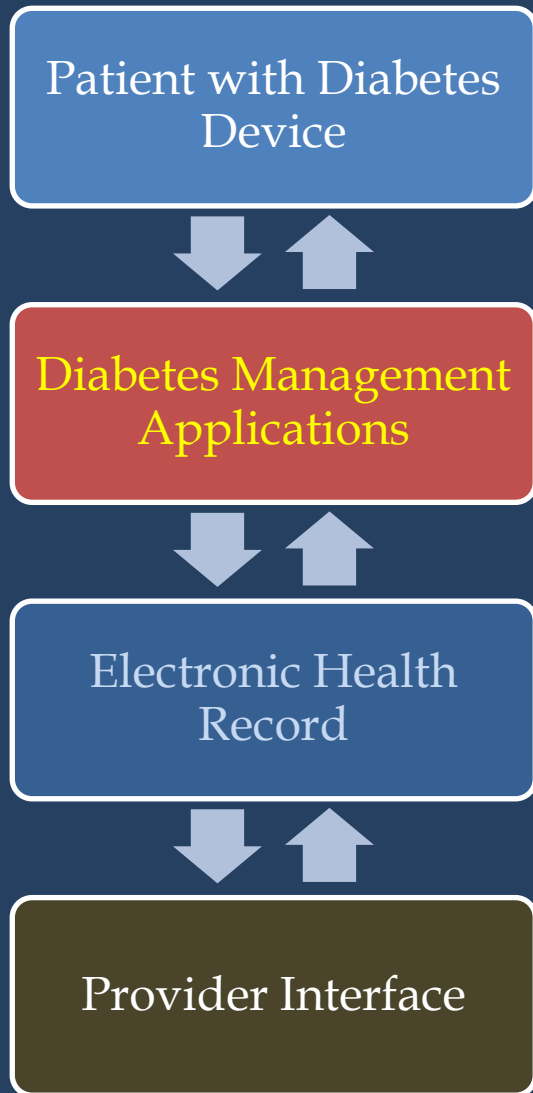 Patient with Diabetes
Device
Diabetes Management
Applications
Electronic Health
Record
Provider Interface